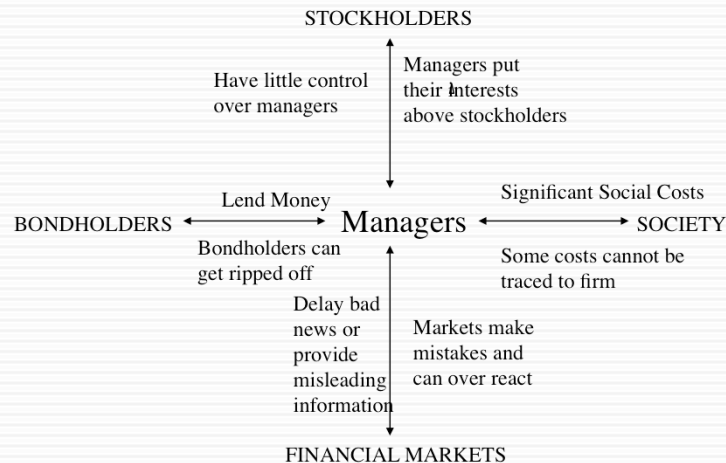 STOCKHOLDERS
Have little control
over managers
Managers put
their interests
above stockholders
BONDHOLDERS
Lend Money
Bondholders can
get ripped off
Managers
Significant Social Costs
SOCIETY
Some costs cannot be
traced to firm
Delay bad
news or
provide
misleading
information
Markets make
mistakes and
can over react
FINANCIAL MARKETS